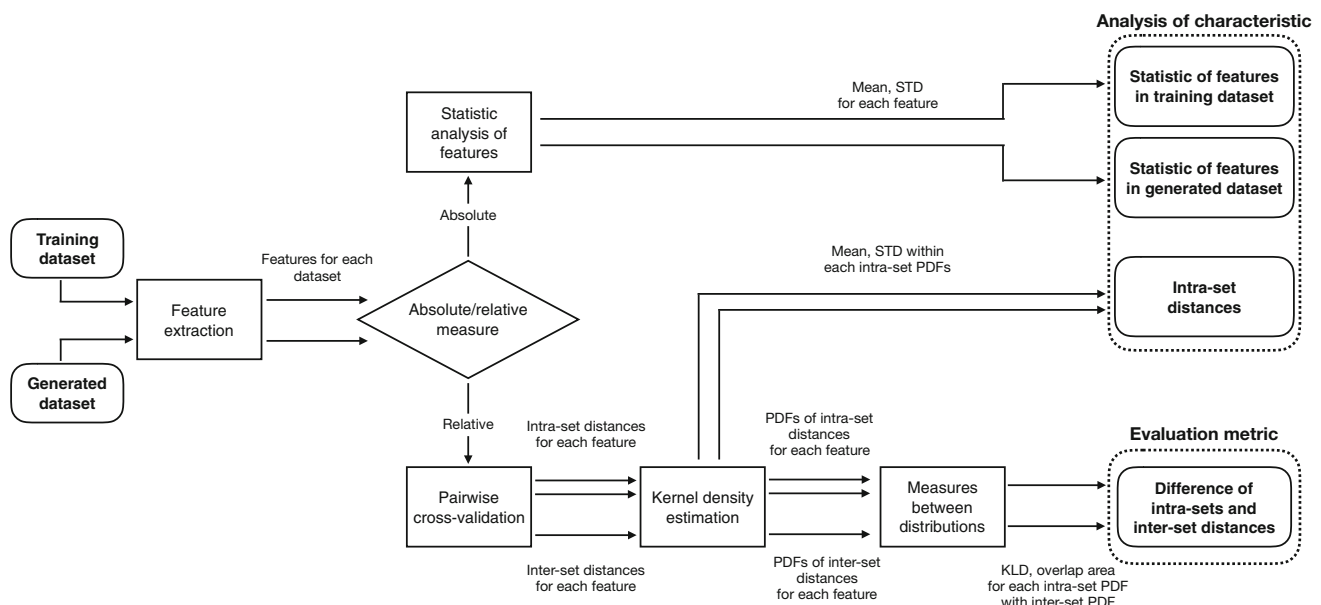 Analysis of characteristic
Statistic of features
in training dataset
Mean, STD
for each feature
Statistic
analysis of
features
Statistic of features
in generated dataset
Absolute
Training
dataset
Features for each
dataset
Mean, STD within
each intra-set PDFs
Feature
extraction
Absolute/relative
measure
Intra-set
distances
Generated
dataset
Relative
Intra-set distances
for each feature
PDFs of intra-set
distances
for each feature
Evaluation metric
Pairwise
cross-validation
Kernel density
estimation
Measures
between
distributions
Difference of
intra-sets and
inter-set distances
Inter-set distances
for each feature
PDFs of inter-set
distances
for each feature
KLD, overlap area
for each intra-set PDF
with inter-set PDF